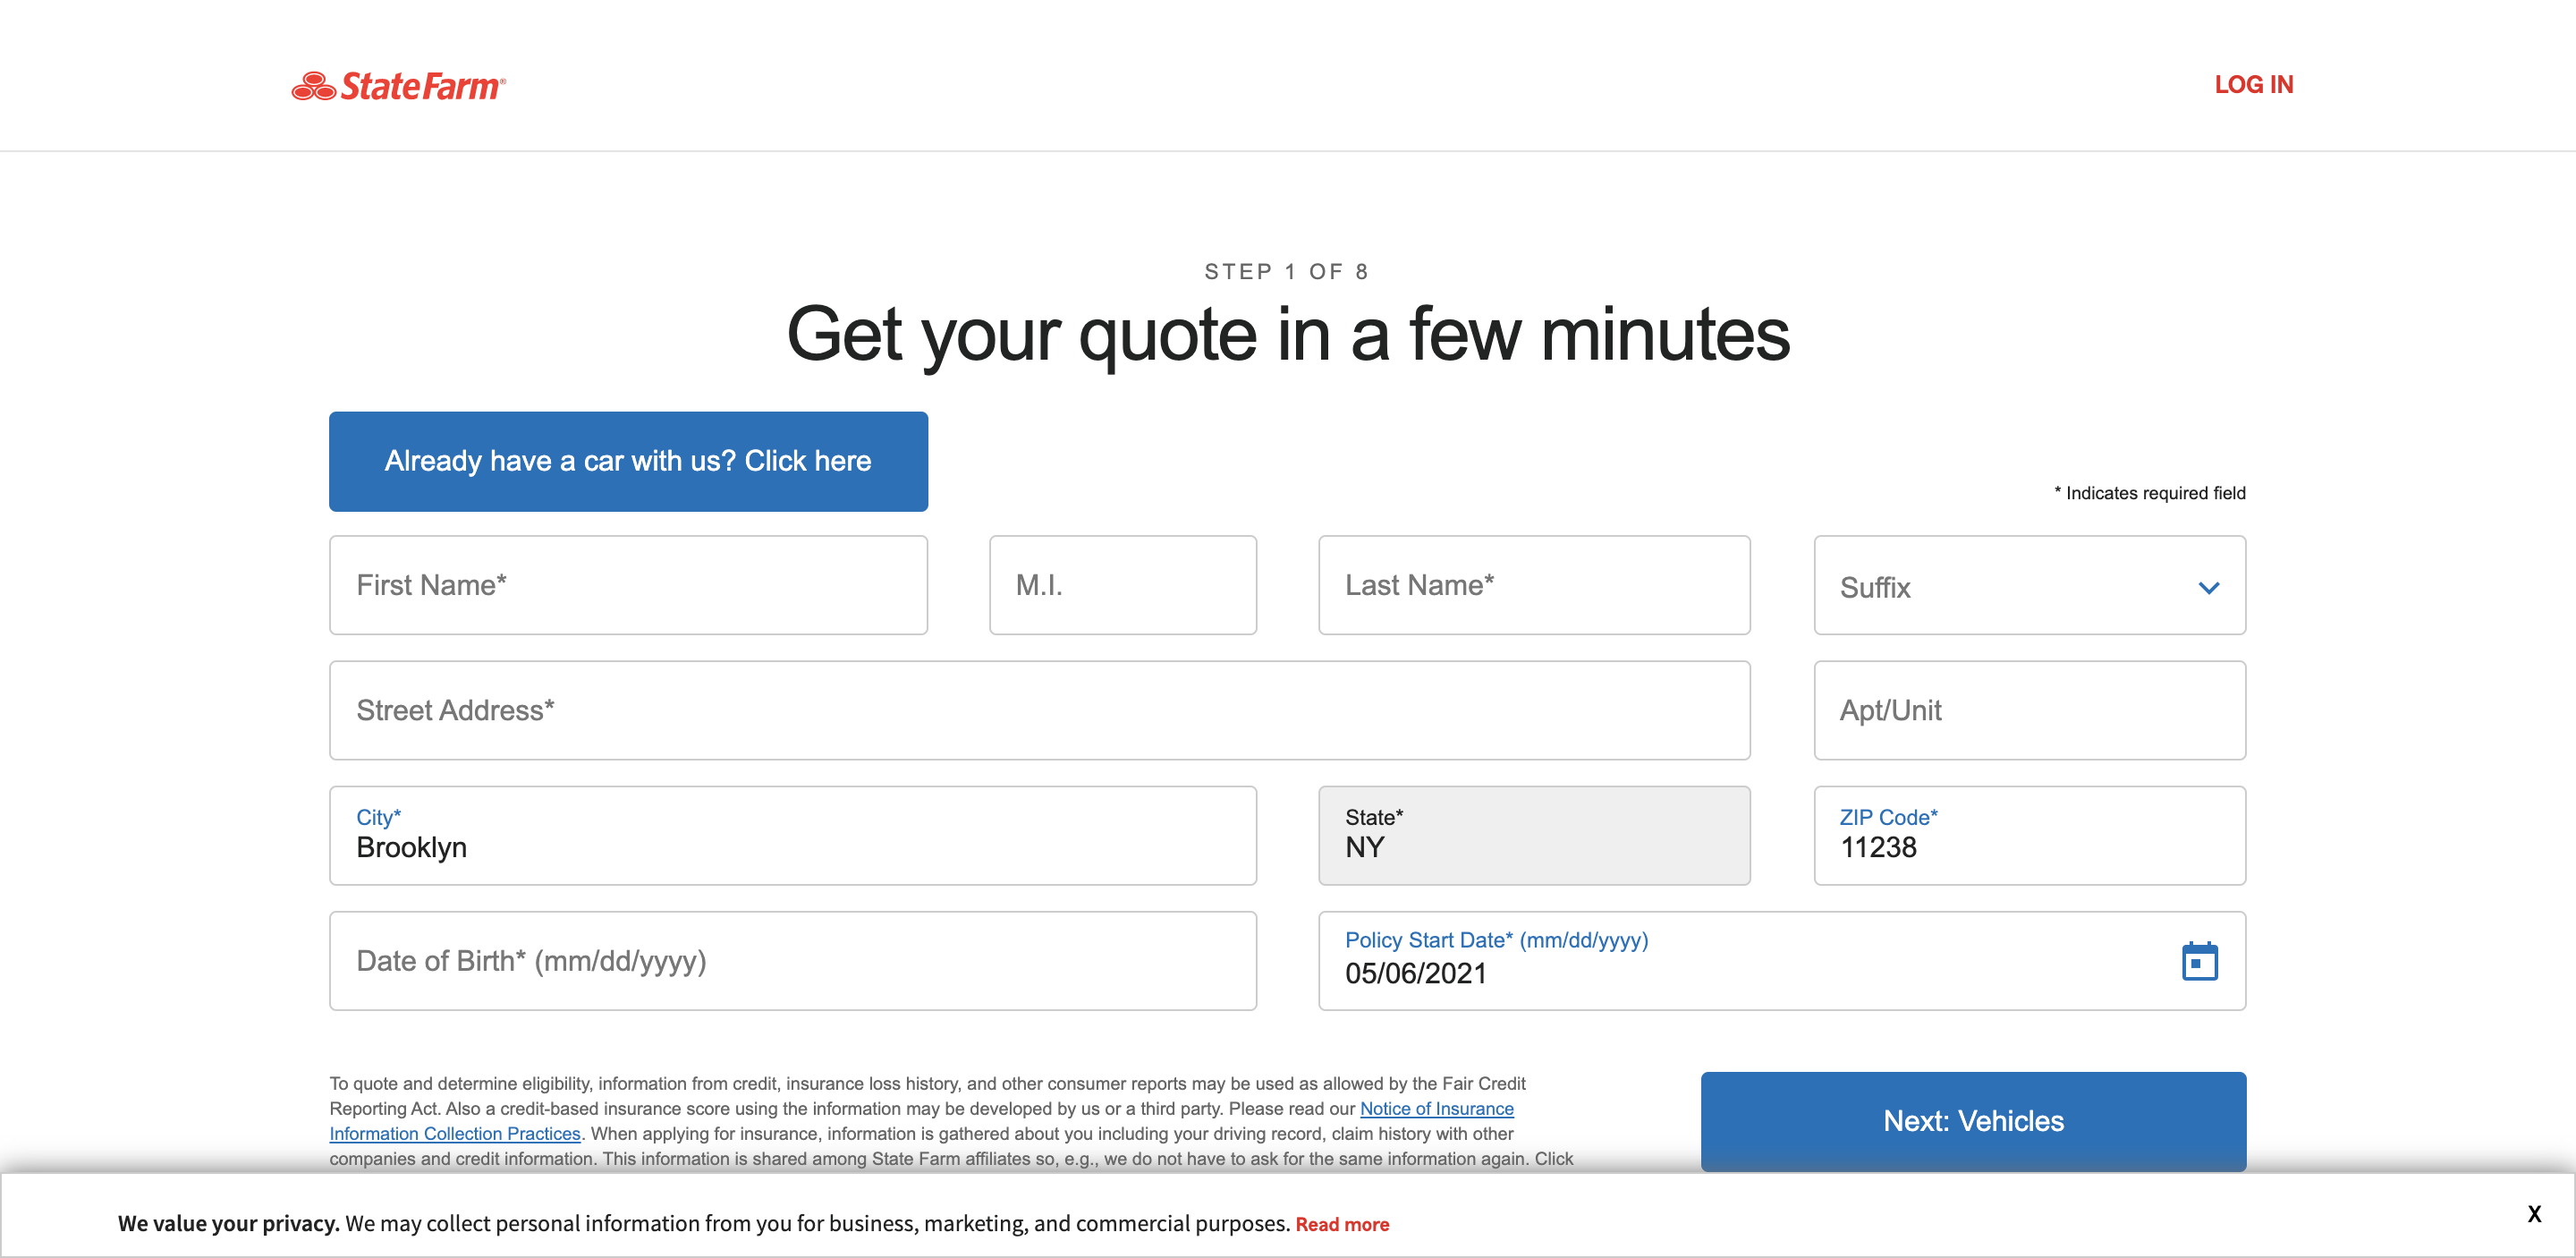 StateFarm®
LOG IN
STEP 1 OF 8
Get your quote in a few minutes
Already have a car with us? Click here
* Indicates required field
First Name*
M.I.
Last Name*
Suffix
Street Address*
Apt/Unit
City*
Brooklyn
State*
NY
ZIP Code*
11238
Date of Birth* (mm/dd/yyyy)
Policy Start Date* (mm/dd/yyyy)
05/06/2021
To quote and determine eligibility, information from credit, insurance loss history, and other consumer reports may be used as allowed by the Fair Credit
Reporting Act. Also a credit-based insurance score using the information may be developed by us or a third party. Please read our Notice of Insurance
Information Collection Practices. When applying for insurance, information is gathered about you including your driving record, claim history with other
companies and credit information. This information is shared among State Farm affiliates so, e.g., we do not have to ask for the same information again. Click
Next: Vehicles
We value your privacy. We may collect personal information from you for business, marketing, and commercial purposes. Read more
X